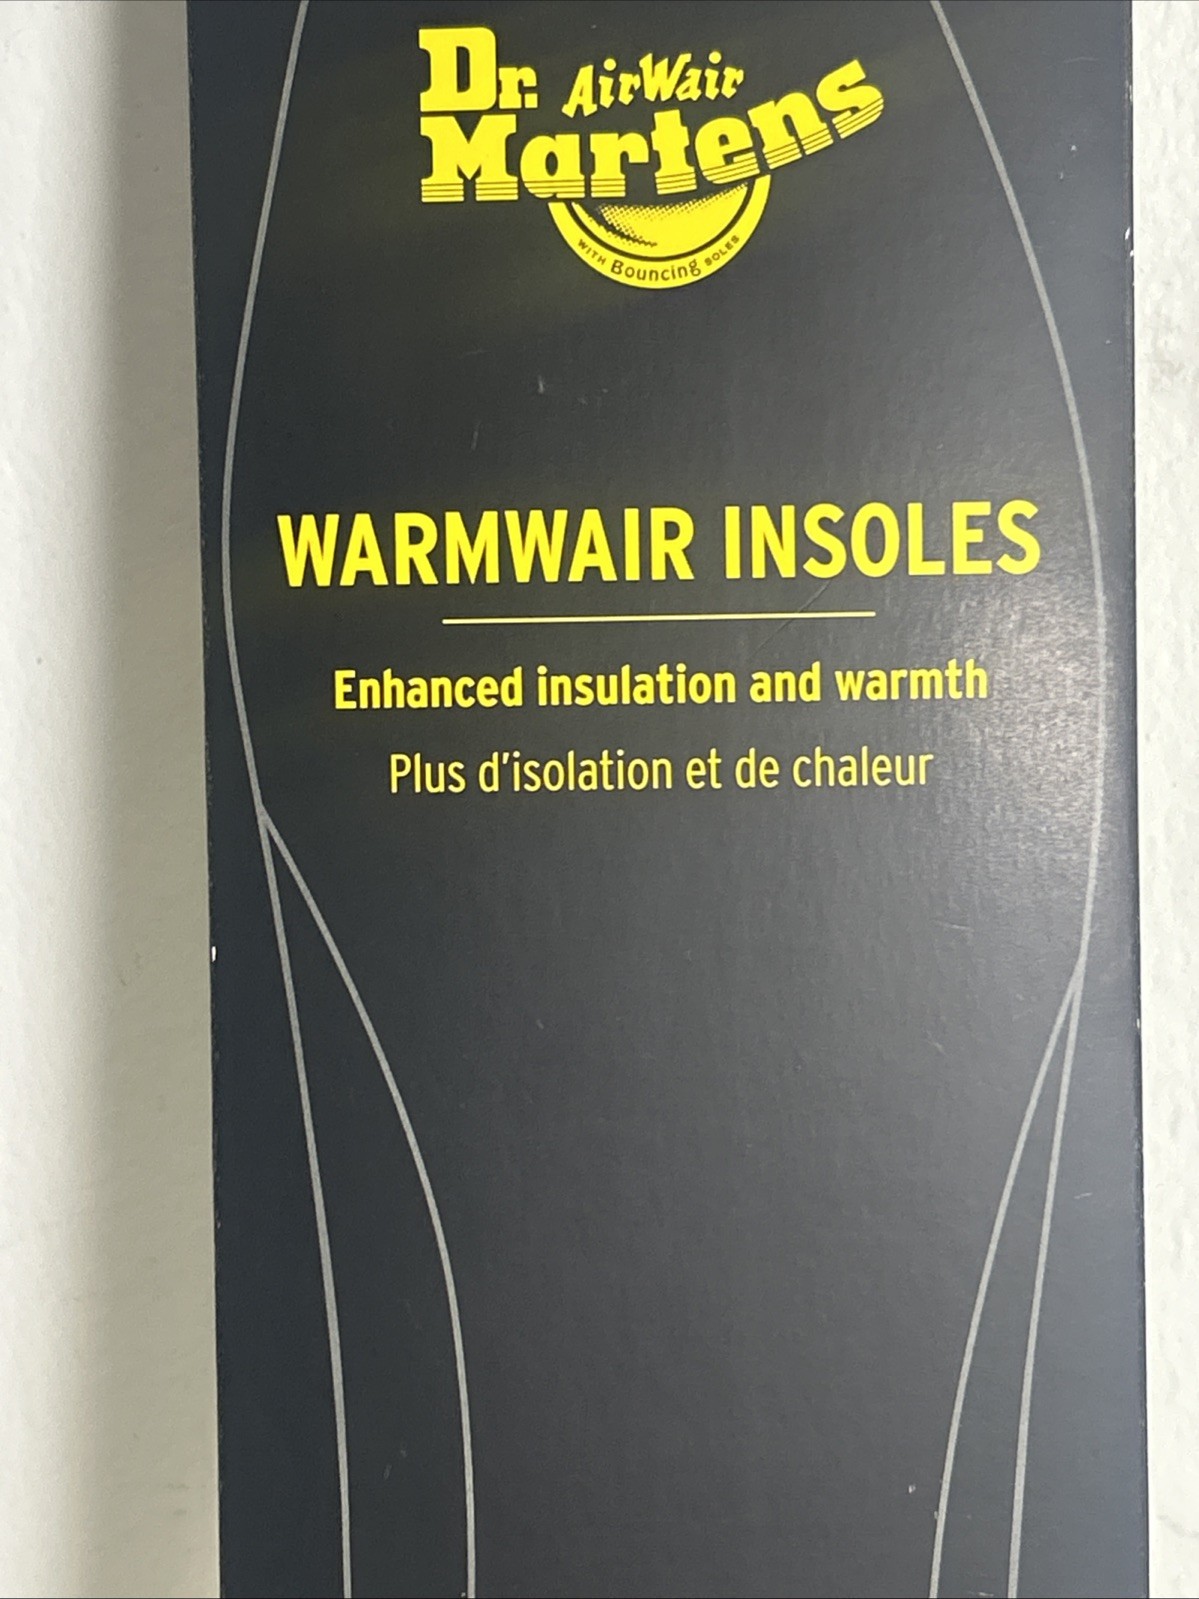 Dr. AirWair
Martens
WITH Bouncing SOLES
WARMWAIR INSOLES
Enhanced insulation and warmth
Plus d'isolation et de chaleur